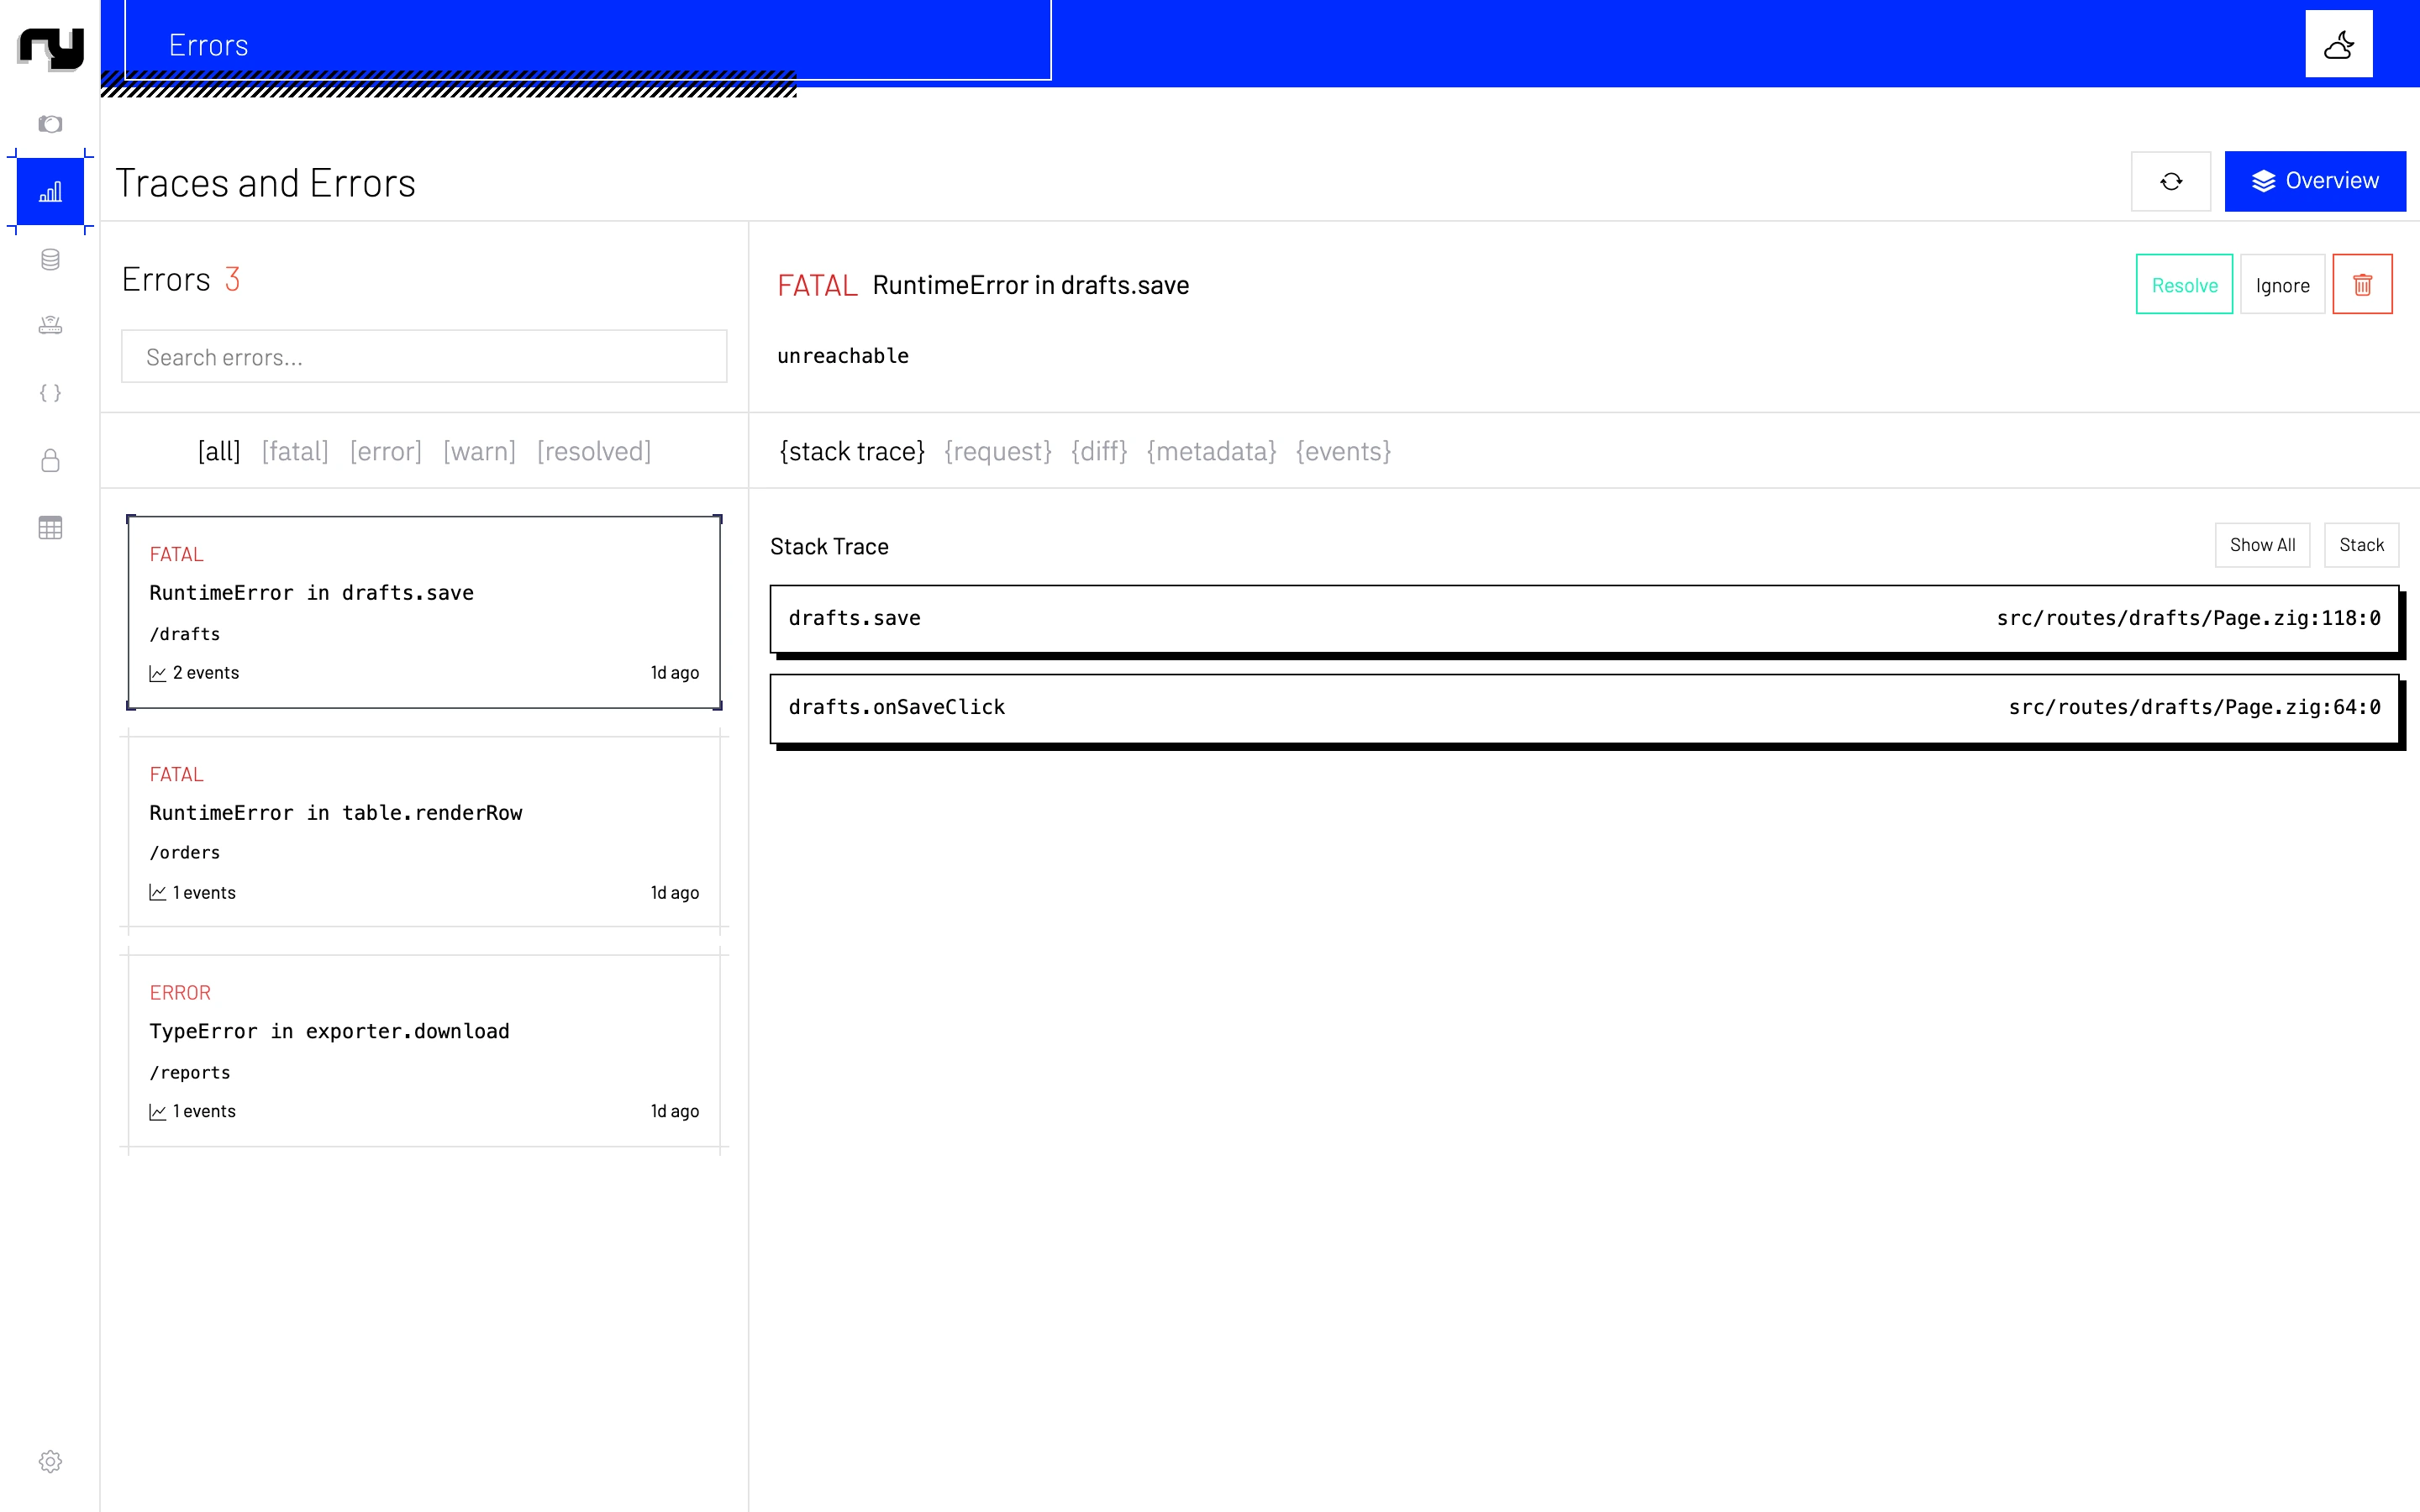 ny
Errors
Traces and Errors
Overview
Errors 3
Search errors...
[all] [fatal] [error] [warn] [resolved]
FATAL
RuntimeError in drafts.save
/drafts
2 events 1d ago
FATAL
RuntimeError in table.renderRow
/orders
1 events 1d ago
ERROR
TypeError in exporter.download
/reports
1 events 1d ago
FATAL RuntimeError in drafts.save
Resolve Ignore
unreachable
{stack trace} {request} {diff} {metadata} {events}
Stack Trace
Show All Stack
drafts.save src/routes/drafts/Page.zig:118:0
drafts.onSaveClick src/routes/drafts/Page.zig:64:0